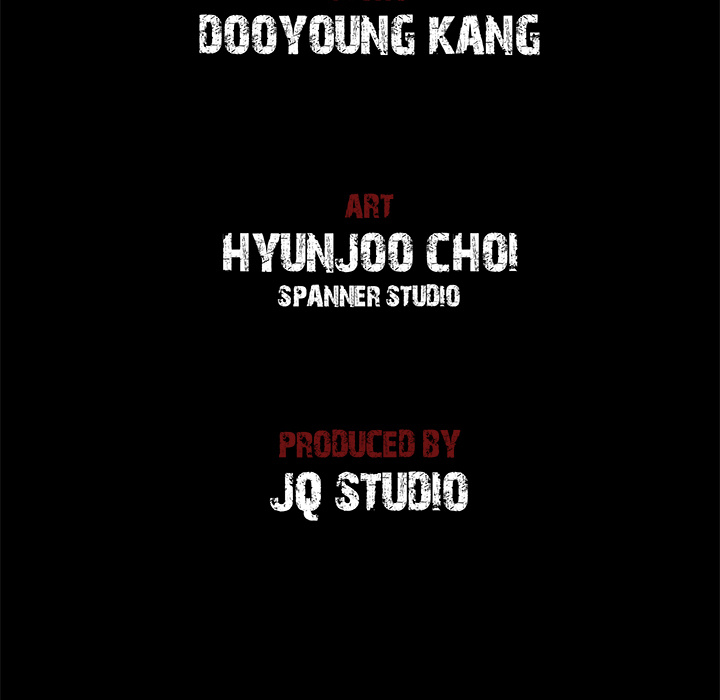 DOOYOUNG KANG
ART
HYUNJOO CHOI
SPANNER STUDIO
PRODUCED BY
JQ STUDIO